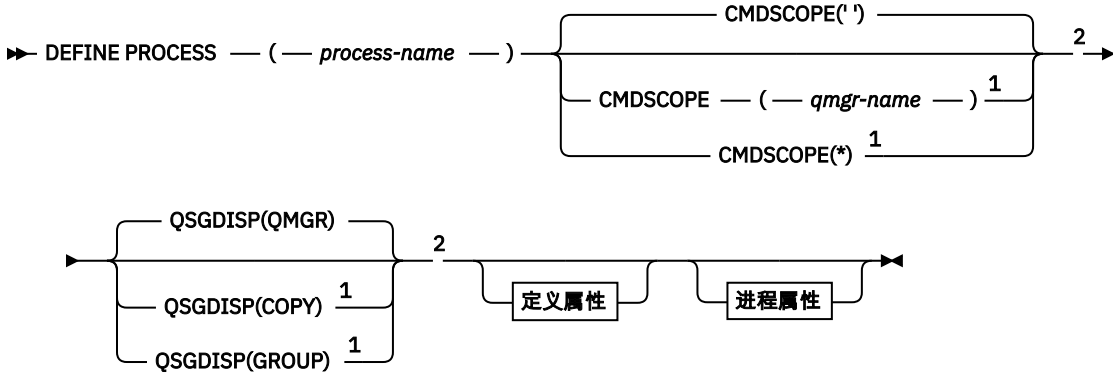 CMDSCOPE(' ')
DEFINE PROCESS ( process-name ) 2
CMDSCOPE ( qmgr-name ) 1
CMDSCOPE(*) 1
QSGDISP(QMGR) 2
QSGDISP(COPY) 1 定义属性 进程属性
QSGDISP(GROUP) 1